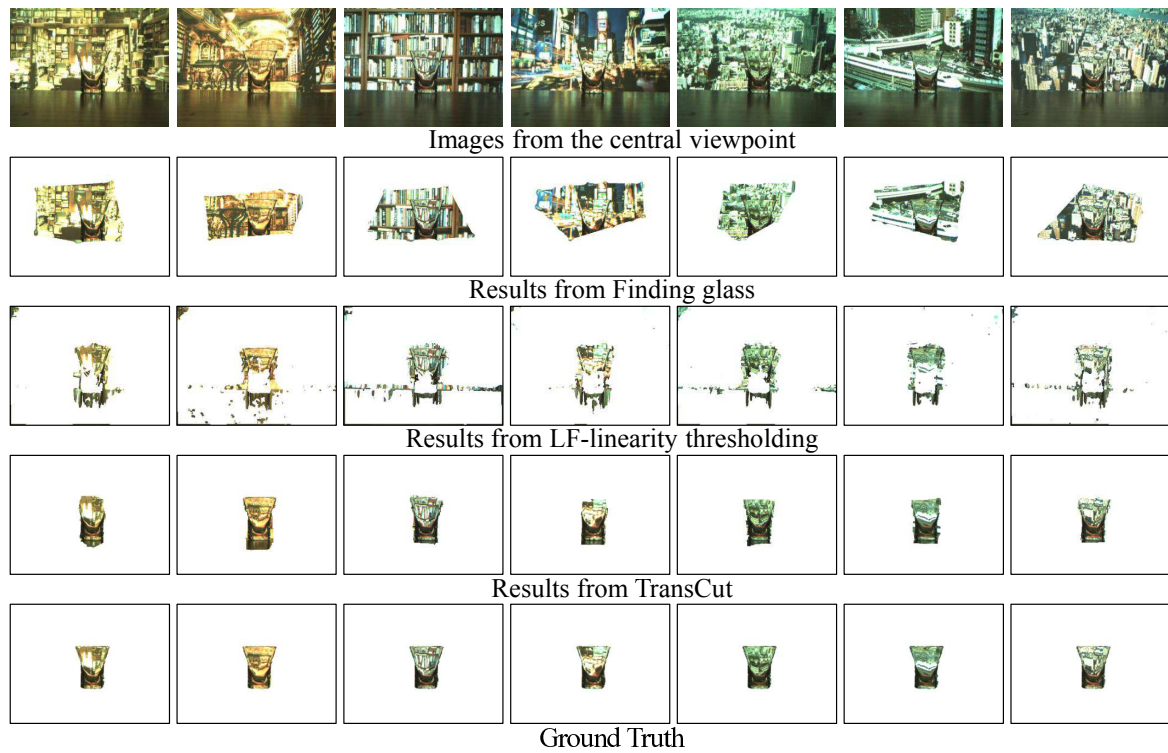 Images from the central viewpoint
Results from Finding glass
Results from LF-linearity thresholding
Results from TransCut
Ground Truth